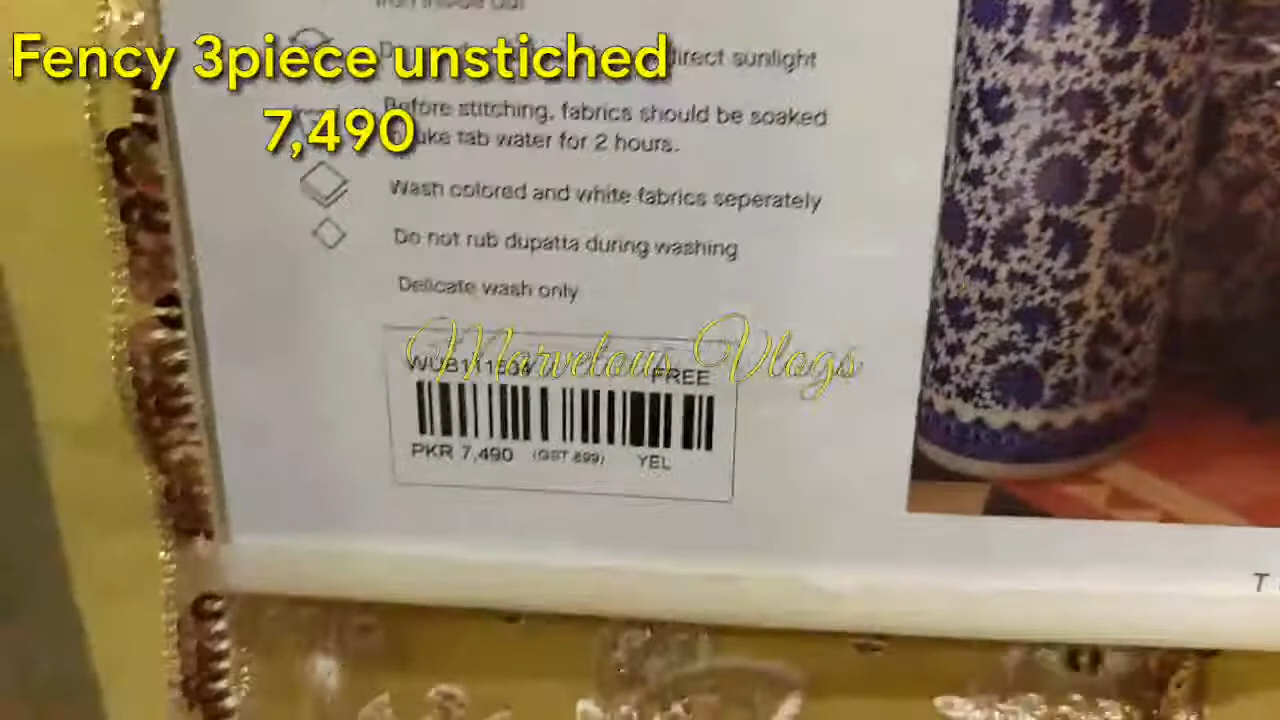 Fency 3piece unstiched
7,490
direct sunlight
Before stitching, fabrics should be soaked
tab water for 2 hours.
Wash colored and white fabrics seperately
Do not rub dupatta during washing
Delicate wash only
Marvelous Vlogs
FREE
PKR 7,490 (GST 899) YEL